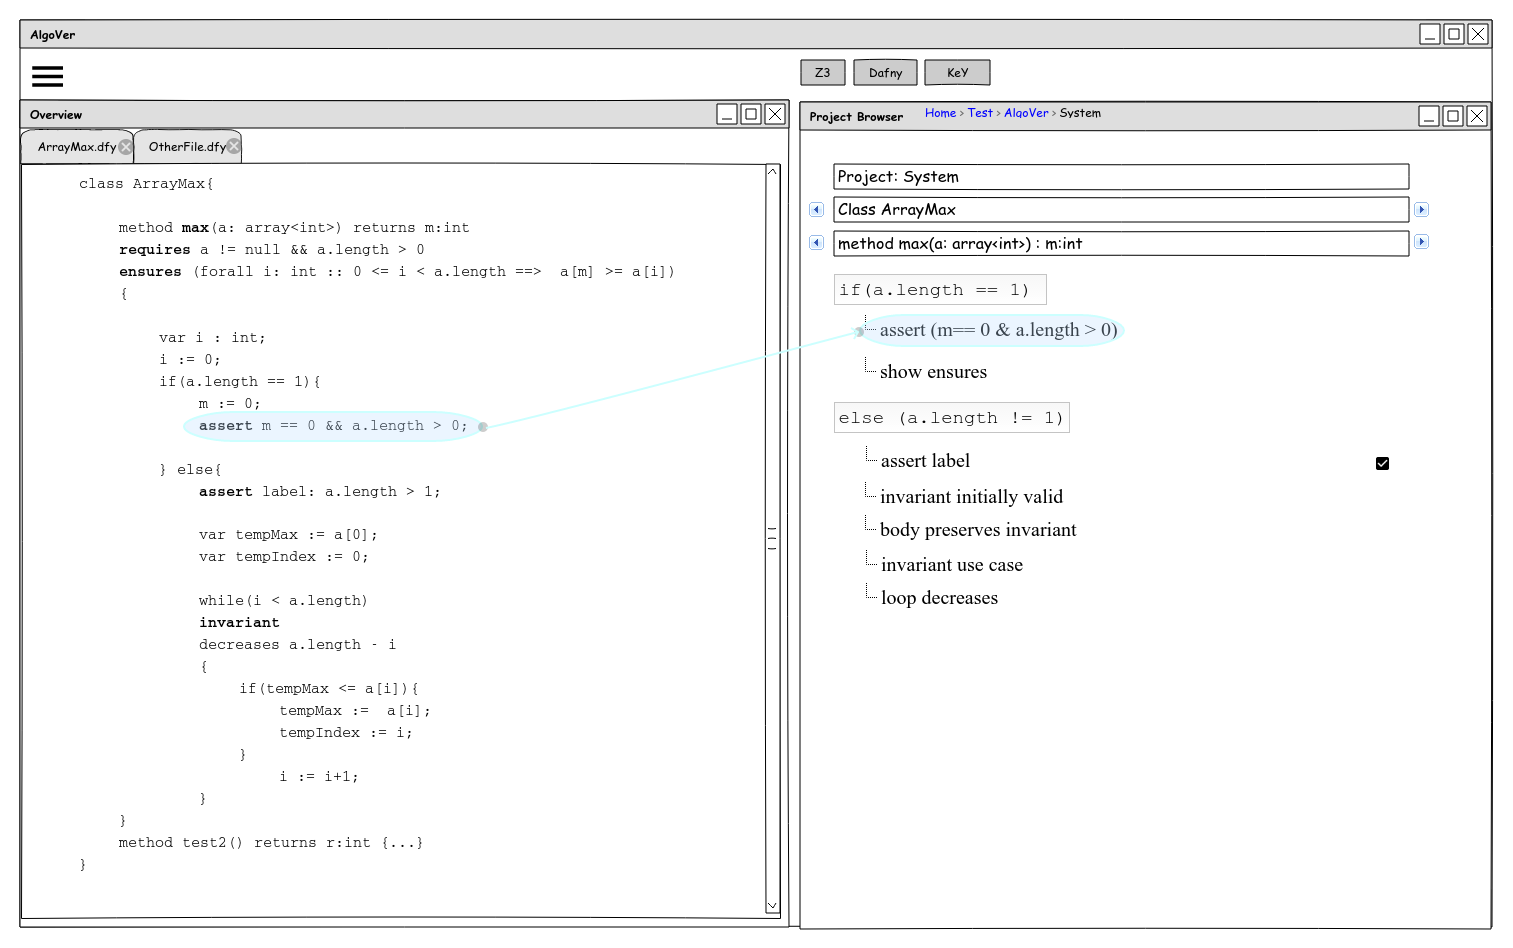 AlgoVer
Z3 Dafny KeY
Overview
ArrayMax.dfy OtherFile.dfy
class ArrayMax{
method max(a: array<int>) returns m:int
requires a != null && a.length > 0
ensures (forall i: int :: 0 <= i < a.length ==>  a[m] >= a[i])
{
var i : int;
i := 0;
if(a.length == 1){
m := 0;
assert m == 0 && a.length > 0;
} else{
assert label: a.length > 1;
var tempMax := a[0];
var tempIndex := 0;
while(i < a.length)
invariant
decreases a.length - i
{
if(tempMax <= a[i]){
tempMax :=  a[i];
tempIndex := i;
}
i := i+1;
}
}
method test2() returns r:int {...}
}
Project Browser Home > Test > AlgoVer > System
Project: System
Class ArrayMax
method max(a: array<int>) : m:int
if(a.length == 1)
assert (m== 0 & a.length > 0)
show ensures
else (a.length != 1)
assert label
invariant initially valid
body preserves invariant
invariant use case
loop decreases